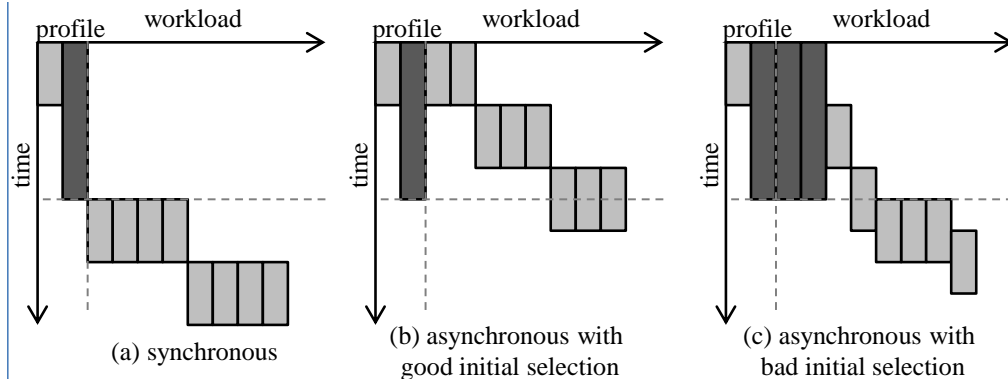 workload
profile
time
(a) synchronous
workload
profile
time
(b) asynchronous with
good initial selection
workload
profile
time
(c) asynchronous with
bad initial selection